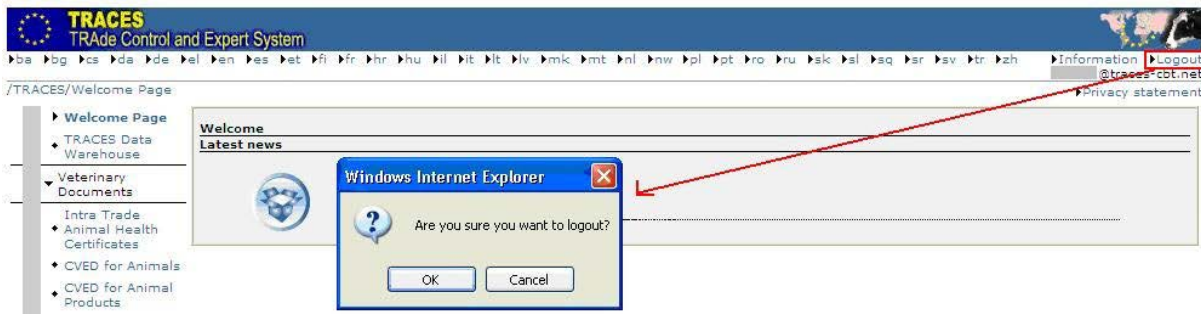 TRACES
TRAde Control and Expert System
ba bg cs da de el en es et fi fr hr hu il it lt lv mk mt nl nw pl pt ro ru sk sl sq sr sv tr zh Information Logout
@traces-cbt.net
/TRACES/Welcome Page
Privacy statement
Welcome Page
TRACES Data
Warehouse
Veterinary
Documents
Intra Trade
Animal Health
Certificates
CVED for Animals
CVED for Animal
Products
Welcome
Latest news
Windows Internet Explorer
Are you sure you want to logout?
OK Cancel